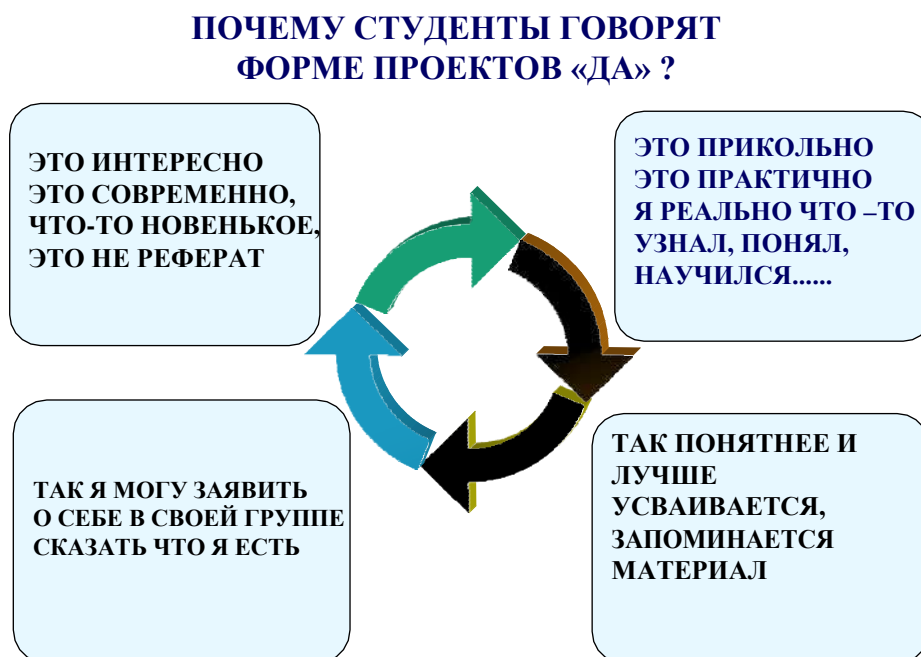 ПОЧЕМУ СТУДЕНТЫ ГОВОРЯТ
ФОРМЕ ПРОЕКТОВ «ДА» ?
ЭТО ИНТЕРЕСНО
ЭТО СОВРЕМЕННО,
ЧТО-ТО НОВЕНЬКОЕ,
ЭТО НЕ РЕФЕРАТ
ЭТО ПРИКОЛЬНО
ЭТО ПРАКТИЧНО
Я РЕАЛЬНО ЧТО –ТО
УЗНАЛ, ПОНЯЛ,
НАУЧИЛСЯ......
ТАК Я МОГУ ЗАЯВИТЬ
О СЕБЕ В СВОЕЙ ГРУППЕ
СКАЗАТЬ ЧТО Я ЕСТЬ
ТАК ПОНЯТНЕЕ И
ЛУЧШЕ
УСВАИВАЕТСЯ,
ЗАПОМИНАЕТСЯ
МАТЕРИАЛ